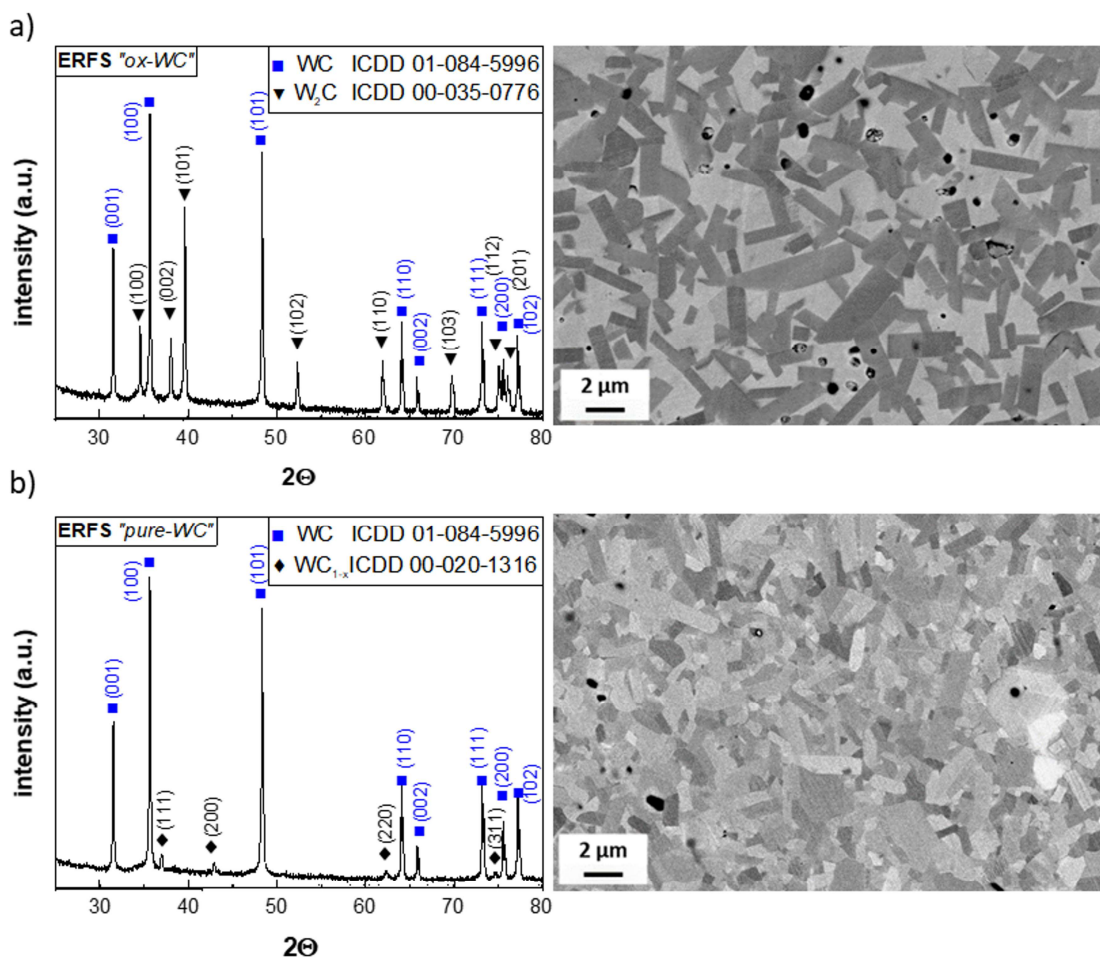 a)
ERFS "ox-WC"
■ WC ICDD 01-084-5996
▼ W₂C ICDD 00-035-0776
intensity (a.u.)
(001)
(100)
(100)
(002)
(101)
(101)
(102)
(110)
(110)
(002)
(103)
(111)
(112)
(200)
(201)
(102)
30 40 50 60 70 80
2Θ
2 μm
b)
ERFS "pure-WC"
■ WC ICDD 01-084-5996
◆ WC₁₋ₓ ICDD 00-020-1316
intensity (a.u.)
(001)
(100)
(111)
(200)
(101)
(220)
(110)
(002)
(111)
(311)
(200)
(102)
30 40 50 60 70 80
2Θ
2 μm